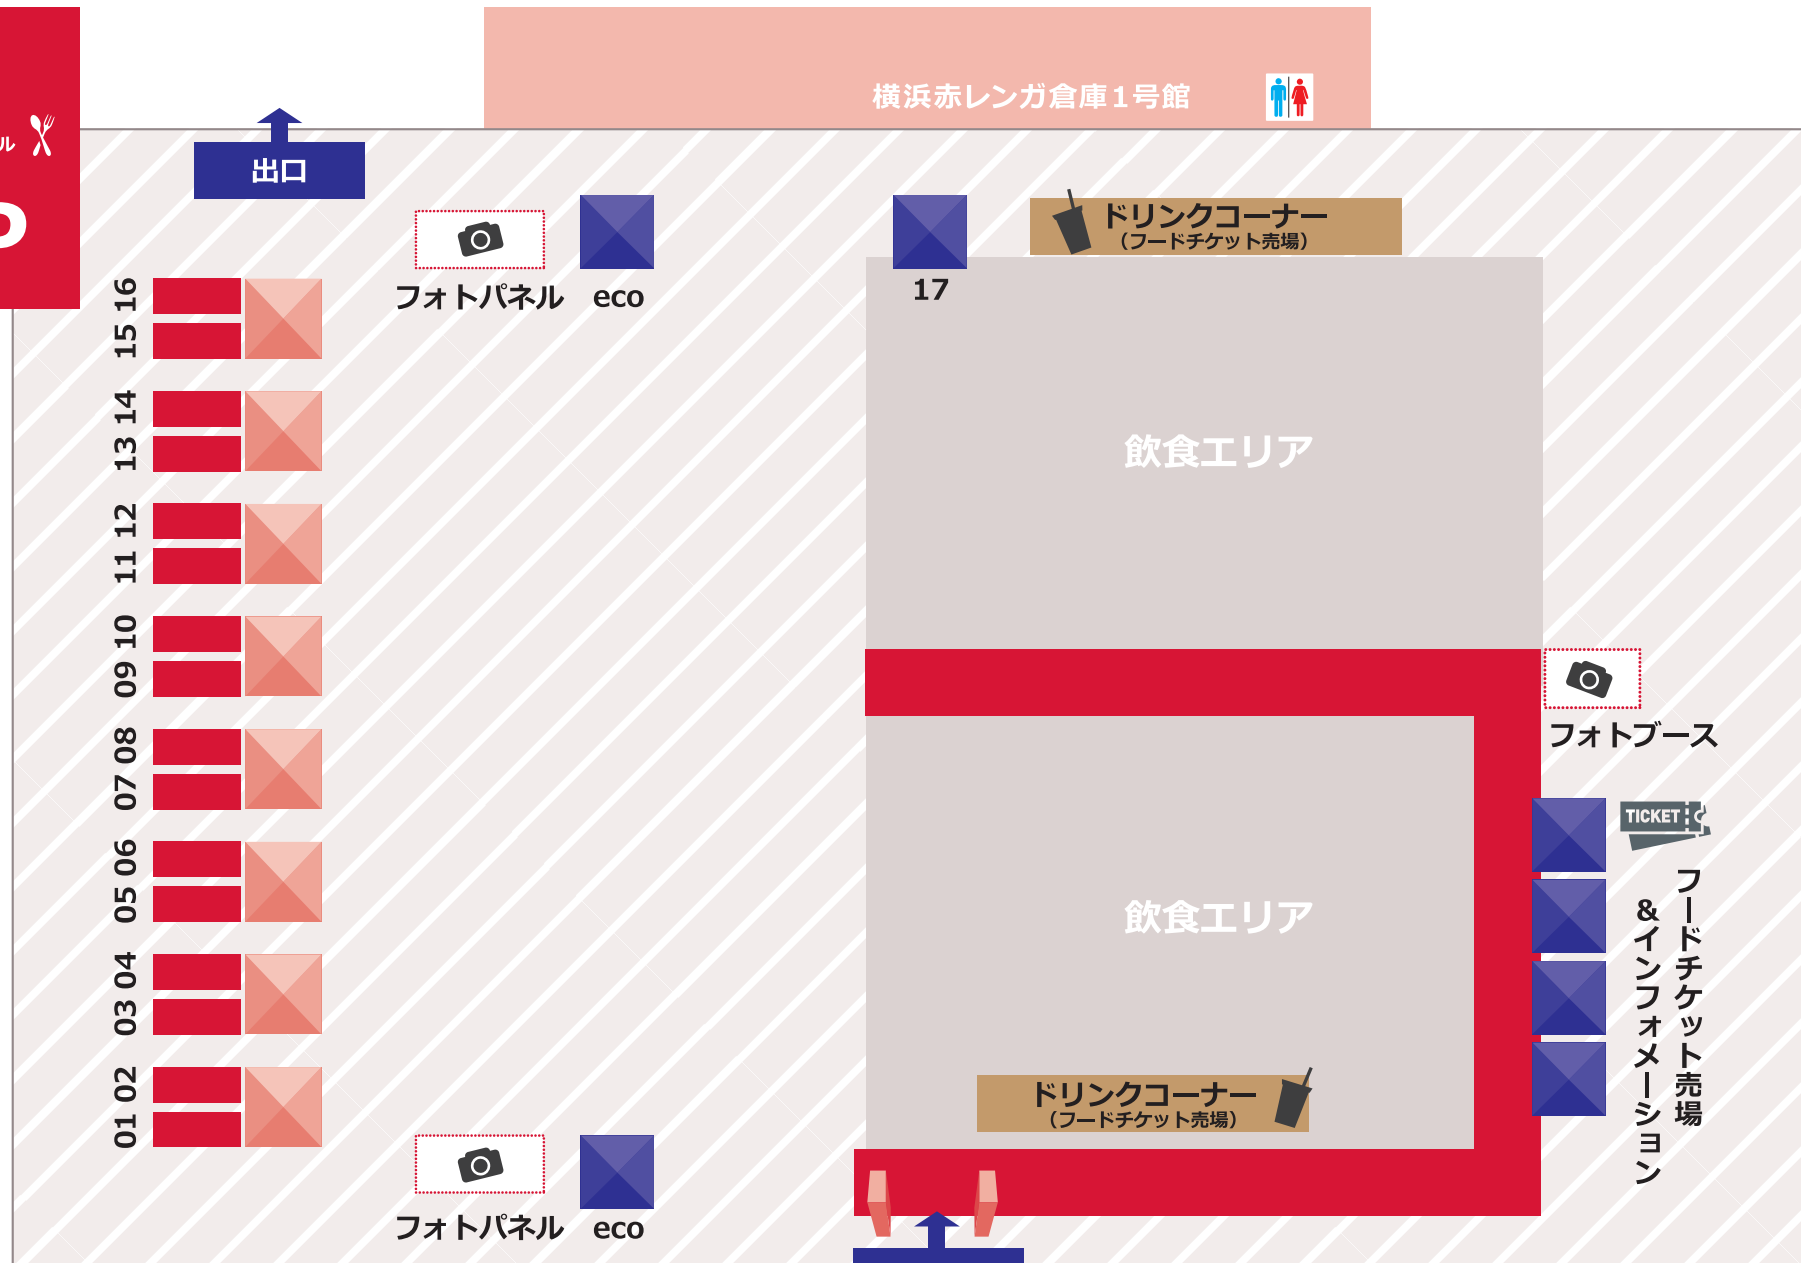 横浜赤レンガ倉庫1号館
ル
P
出口
ドリンクコーナー
（フードチケット売場）
フォトパネル
eco
17
16
15
14
13
12
11
10
09
08
07
06
05
04
03
02
01
飲食エリア
フォトブース
TICKET
フードチケット売場
&インフォメーション
飲食エリア
ドリンクコーナー
（フードチケット売場）
フォトパネル
eco